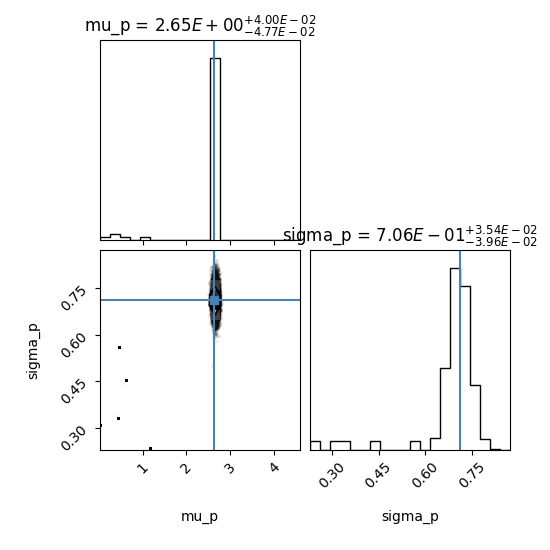 mu_p = 2.65E + 00+4.00E − 02 −4.77E − 02
sigma_p = 7.06E − 01+3.54E − 02 −3.96E − 02
sigma_p
0.75
0.60
0.45
0.30
1
2
3
4
mu_p
0.30
0.45
0.60
0.75
sigma_p